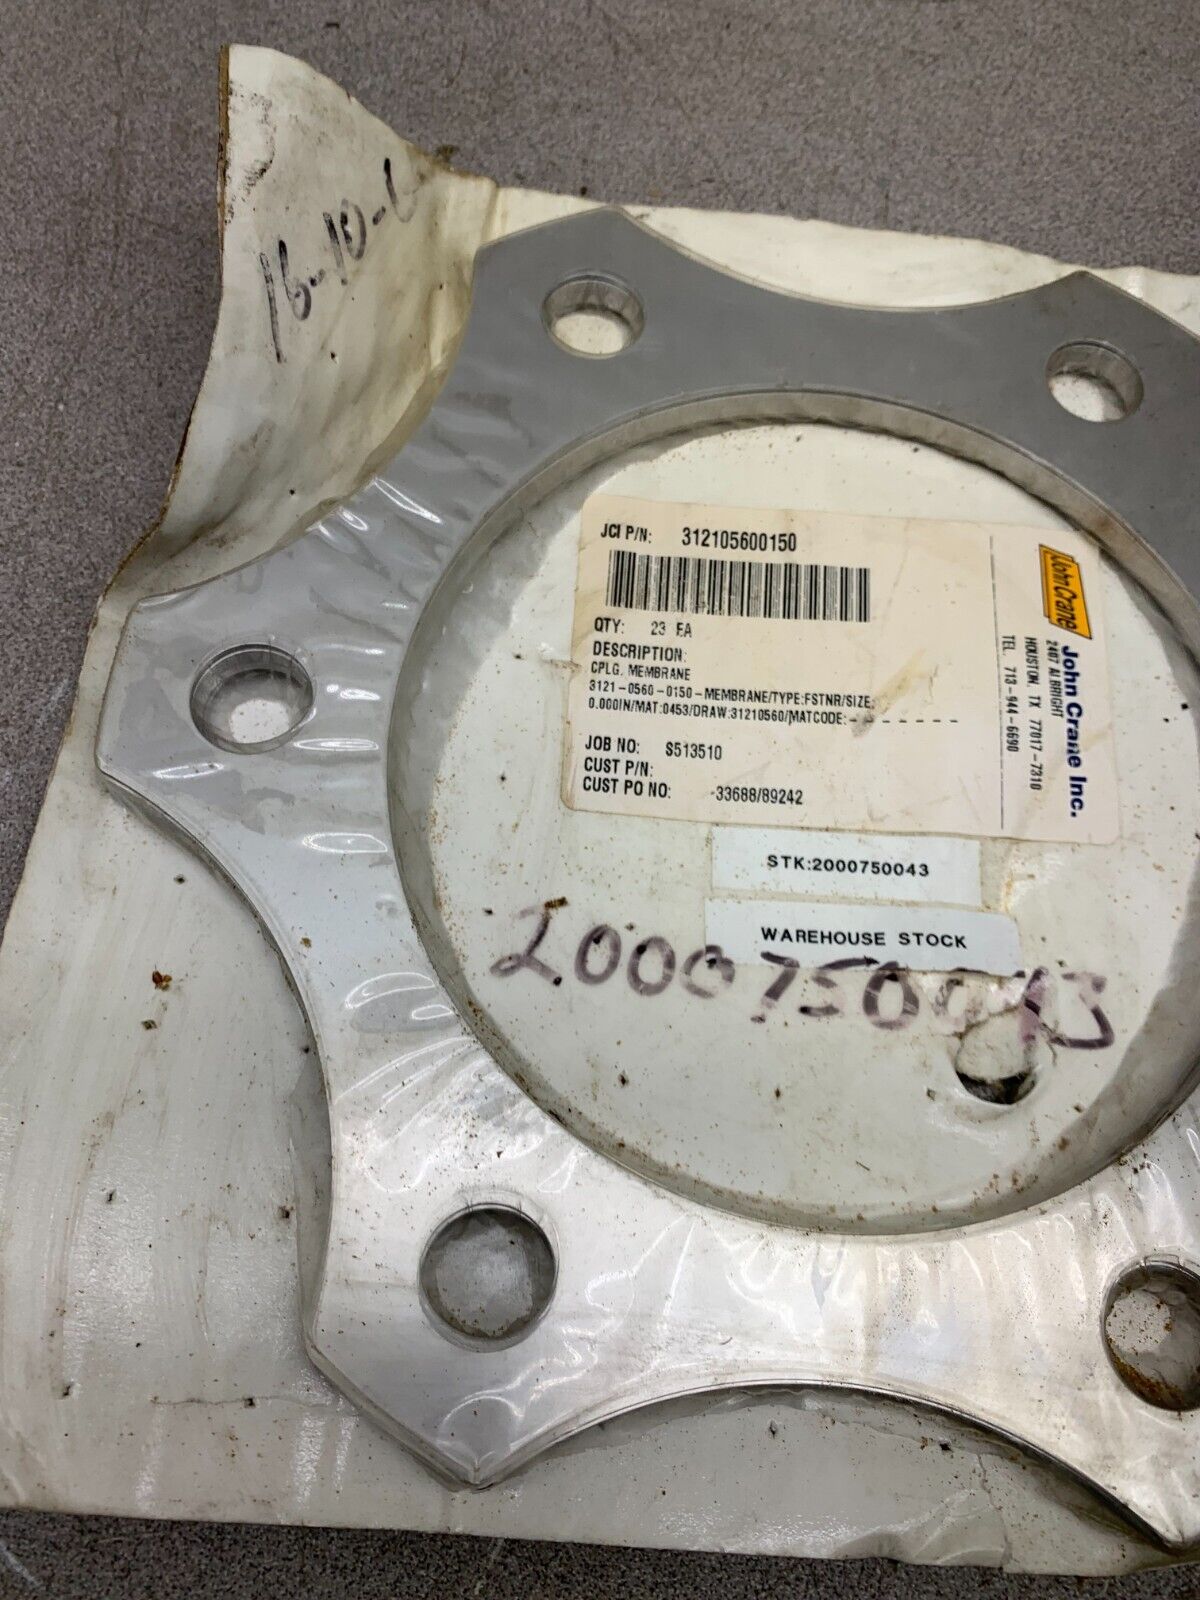 16-10-
JCI P/N: 312105600150
QTY: 23 EA
DESCRIPTION:
CPLG. MEMBRANE
3121-0560-0150-MEMBRANE/TYPE:FSTNR/SIZE:
0.000IN/MAT:0453/DRAW:31210560/MATCODE:- - - - - - -
JOB NO: S513510
CUST P/N:
CUST PO NO: -33688/89242
John Crane
John Crane Inc.
2407 ALBRIGHT
HOUSTON, TX 77017-7310
TEL. 713-944-6690
STK:2000750043
WAREHOUSE STOCK
2000750043